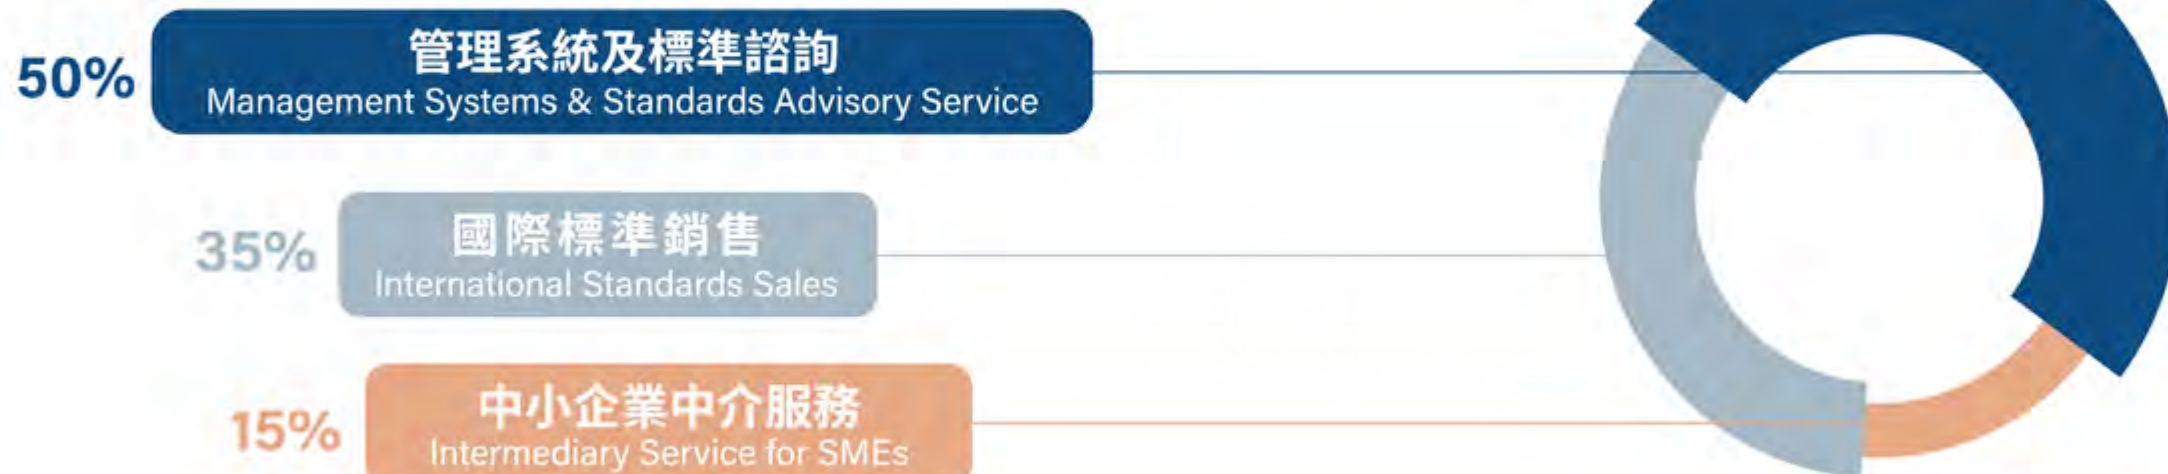 50%
管理系統及標準諮詢
Management Systems & Standards Advisory Service
35%
國際標準銷售
International Standards Sales
15%
中小企業中介服務
Intermediary Service for SMEs